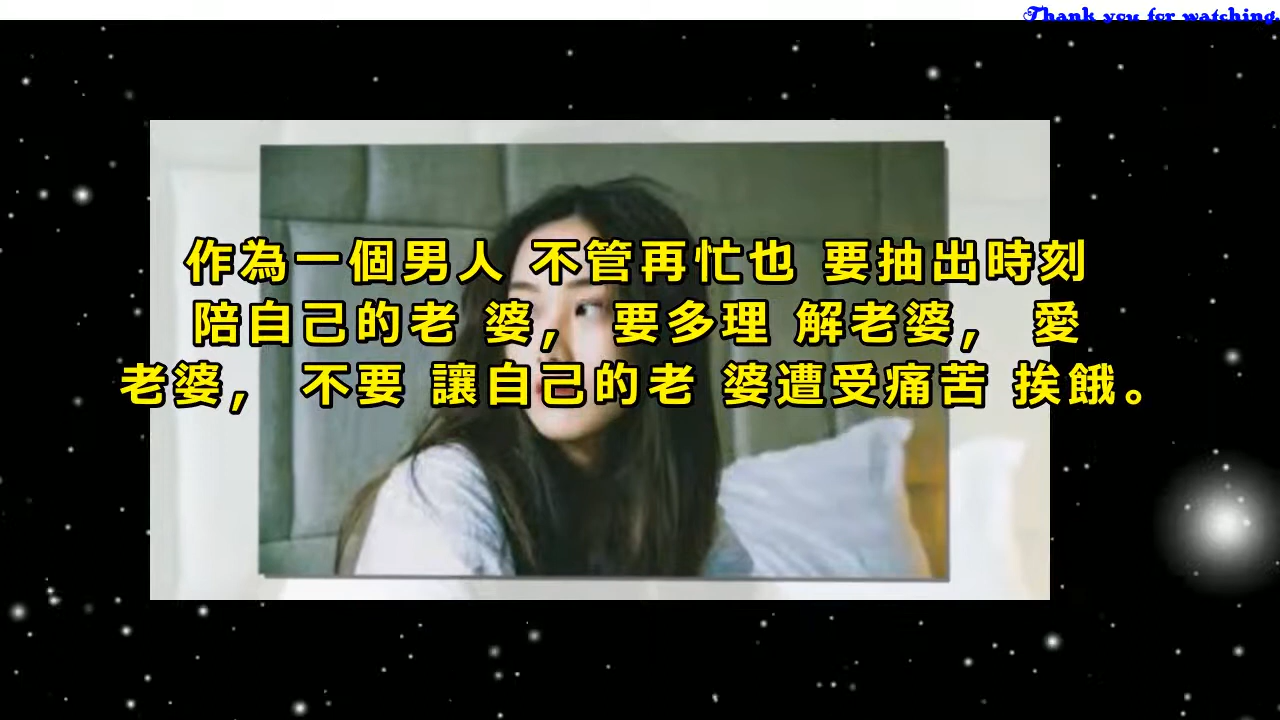 Thank you for watching.
作為一個男人 不管再忙也 要抽出時刻
陪自己的老 婆， 要多理 解老婆， 愛
老婆， 不要 讓自己的老 婆遭受痛苦 挨餓。